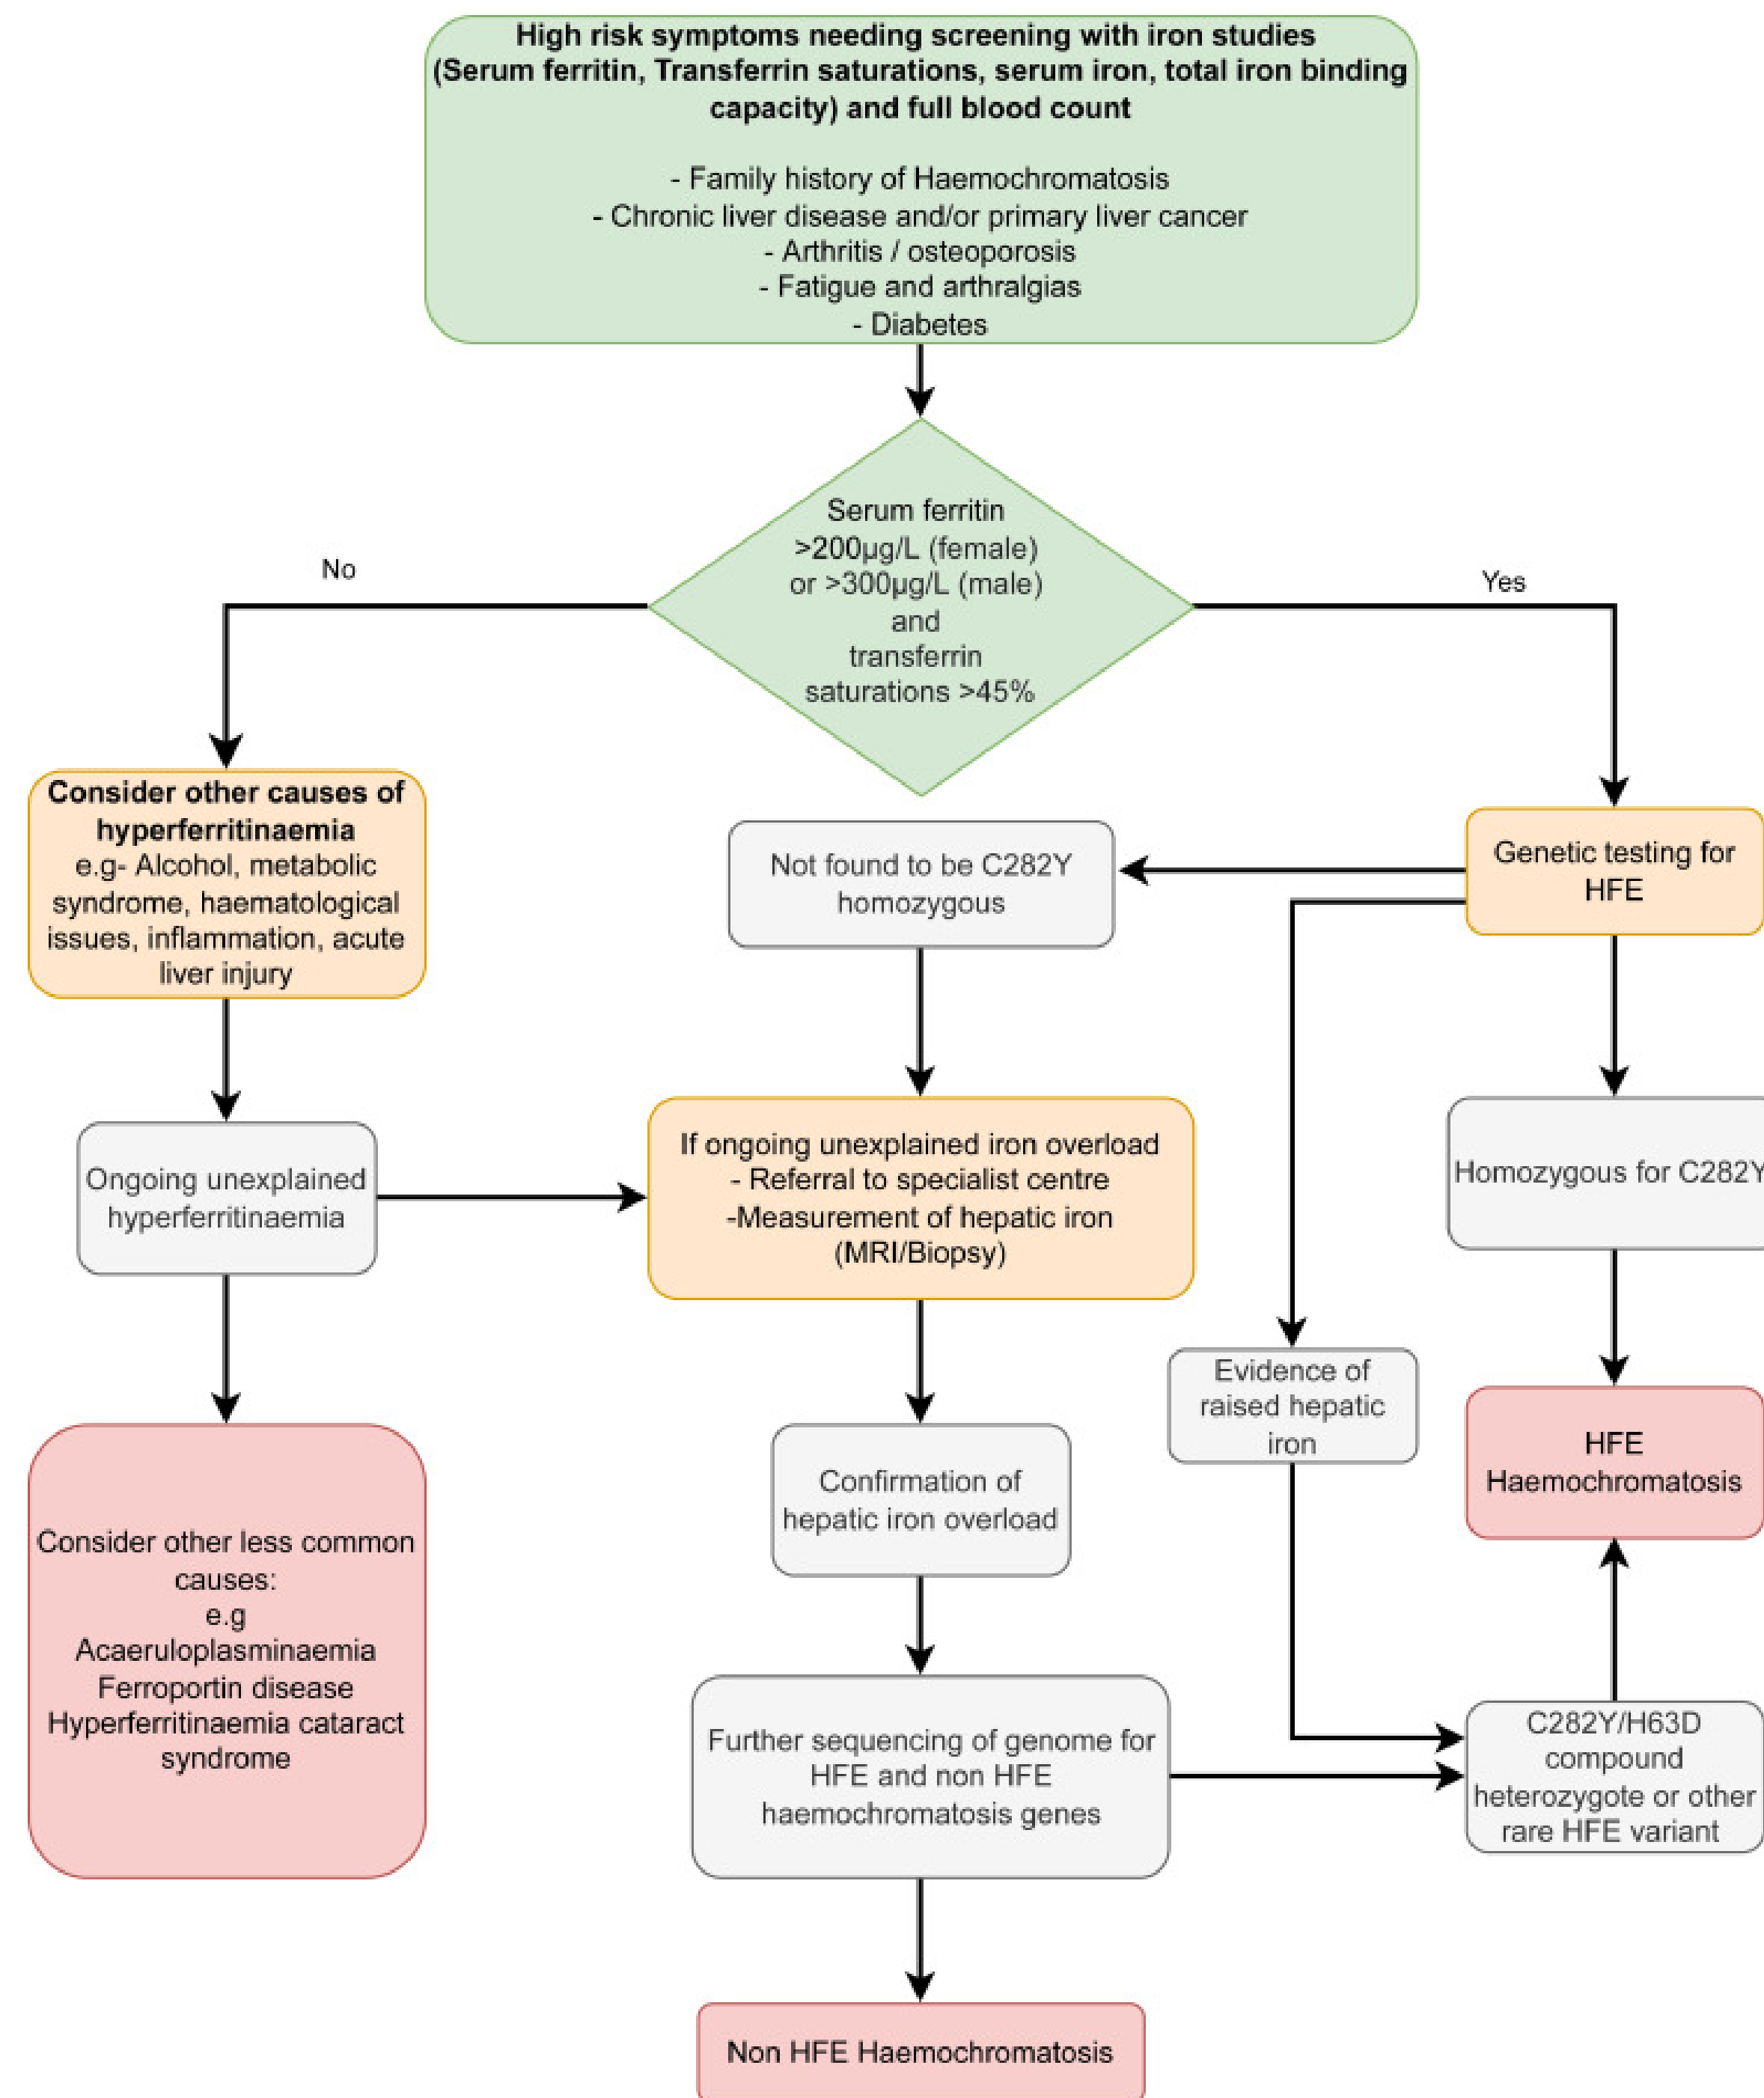 High risk symptoms needing screening with iron studies
(Serum ferritin, Transferrin saturations, serum iron, total iron binding
capacity) and full blood count
- Family history of Haemochromatosis
- Chronic liver disease and/or primary liver cancer
- Arthritis / osteoporosis
- Fatigue and arthralgias
- Diabetes
Serum ferritin
>200µg/L (female)
or >300µg/L (male)
and
transferrin
saturations >45%
No
Yes
Consider other causes of
hyperferritinaemia
e.g- Alcohol, metabolic
syndrome, haematological
issues, inflammation, acute
liver injury
Not found to be C282Y
homozygous
Genetic testing for
HFE
Ongoing unexplained
hyperferritinaemia
If ongoing unexplained iron overload
- Referral to specialist centre
-Measurement of hepatic iron
(MRI/Biopsy)
Homozygous for C282Y
Evidence of
raised hepatic
iron
HFE
Haemochromatosis
Confirmation of
hepatic iron overload
Consider other less common
causes:
e.g
Acaeruloplasminaemia
Ferroportin disease
Hyperferritinaemia cataract
syndrome
Further sequencing of genome for
HFE and non HFE
haemochromatosis genes
C282Y/H63D
compound
heterozygote or other
rare HFE variant
Non HFE Haemochromatosis